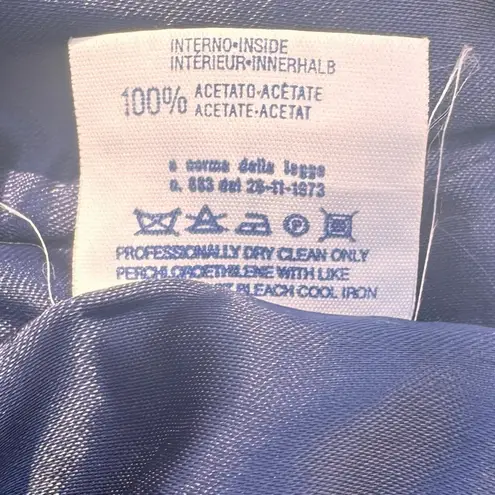 INTERNO•INSIDE
INTÉRIEUR•INNERHALB
100% ACETATO•ACÉTATE
ACETATE•ACETAT
a norma della legge
n. 883 del 26-11-1973
P
PROFESSIONALLY DRY CLEAN ONLY
PERCHLOROETHILENE WITH LIKE
BLEACH COOL IRON